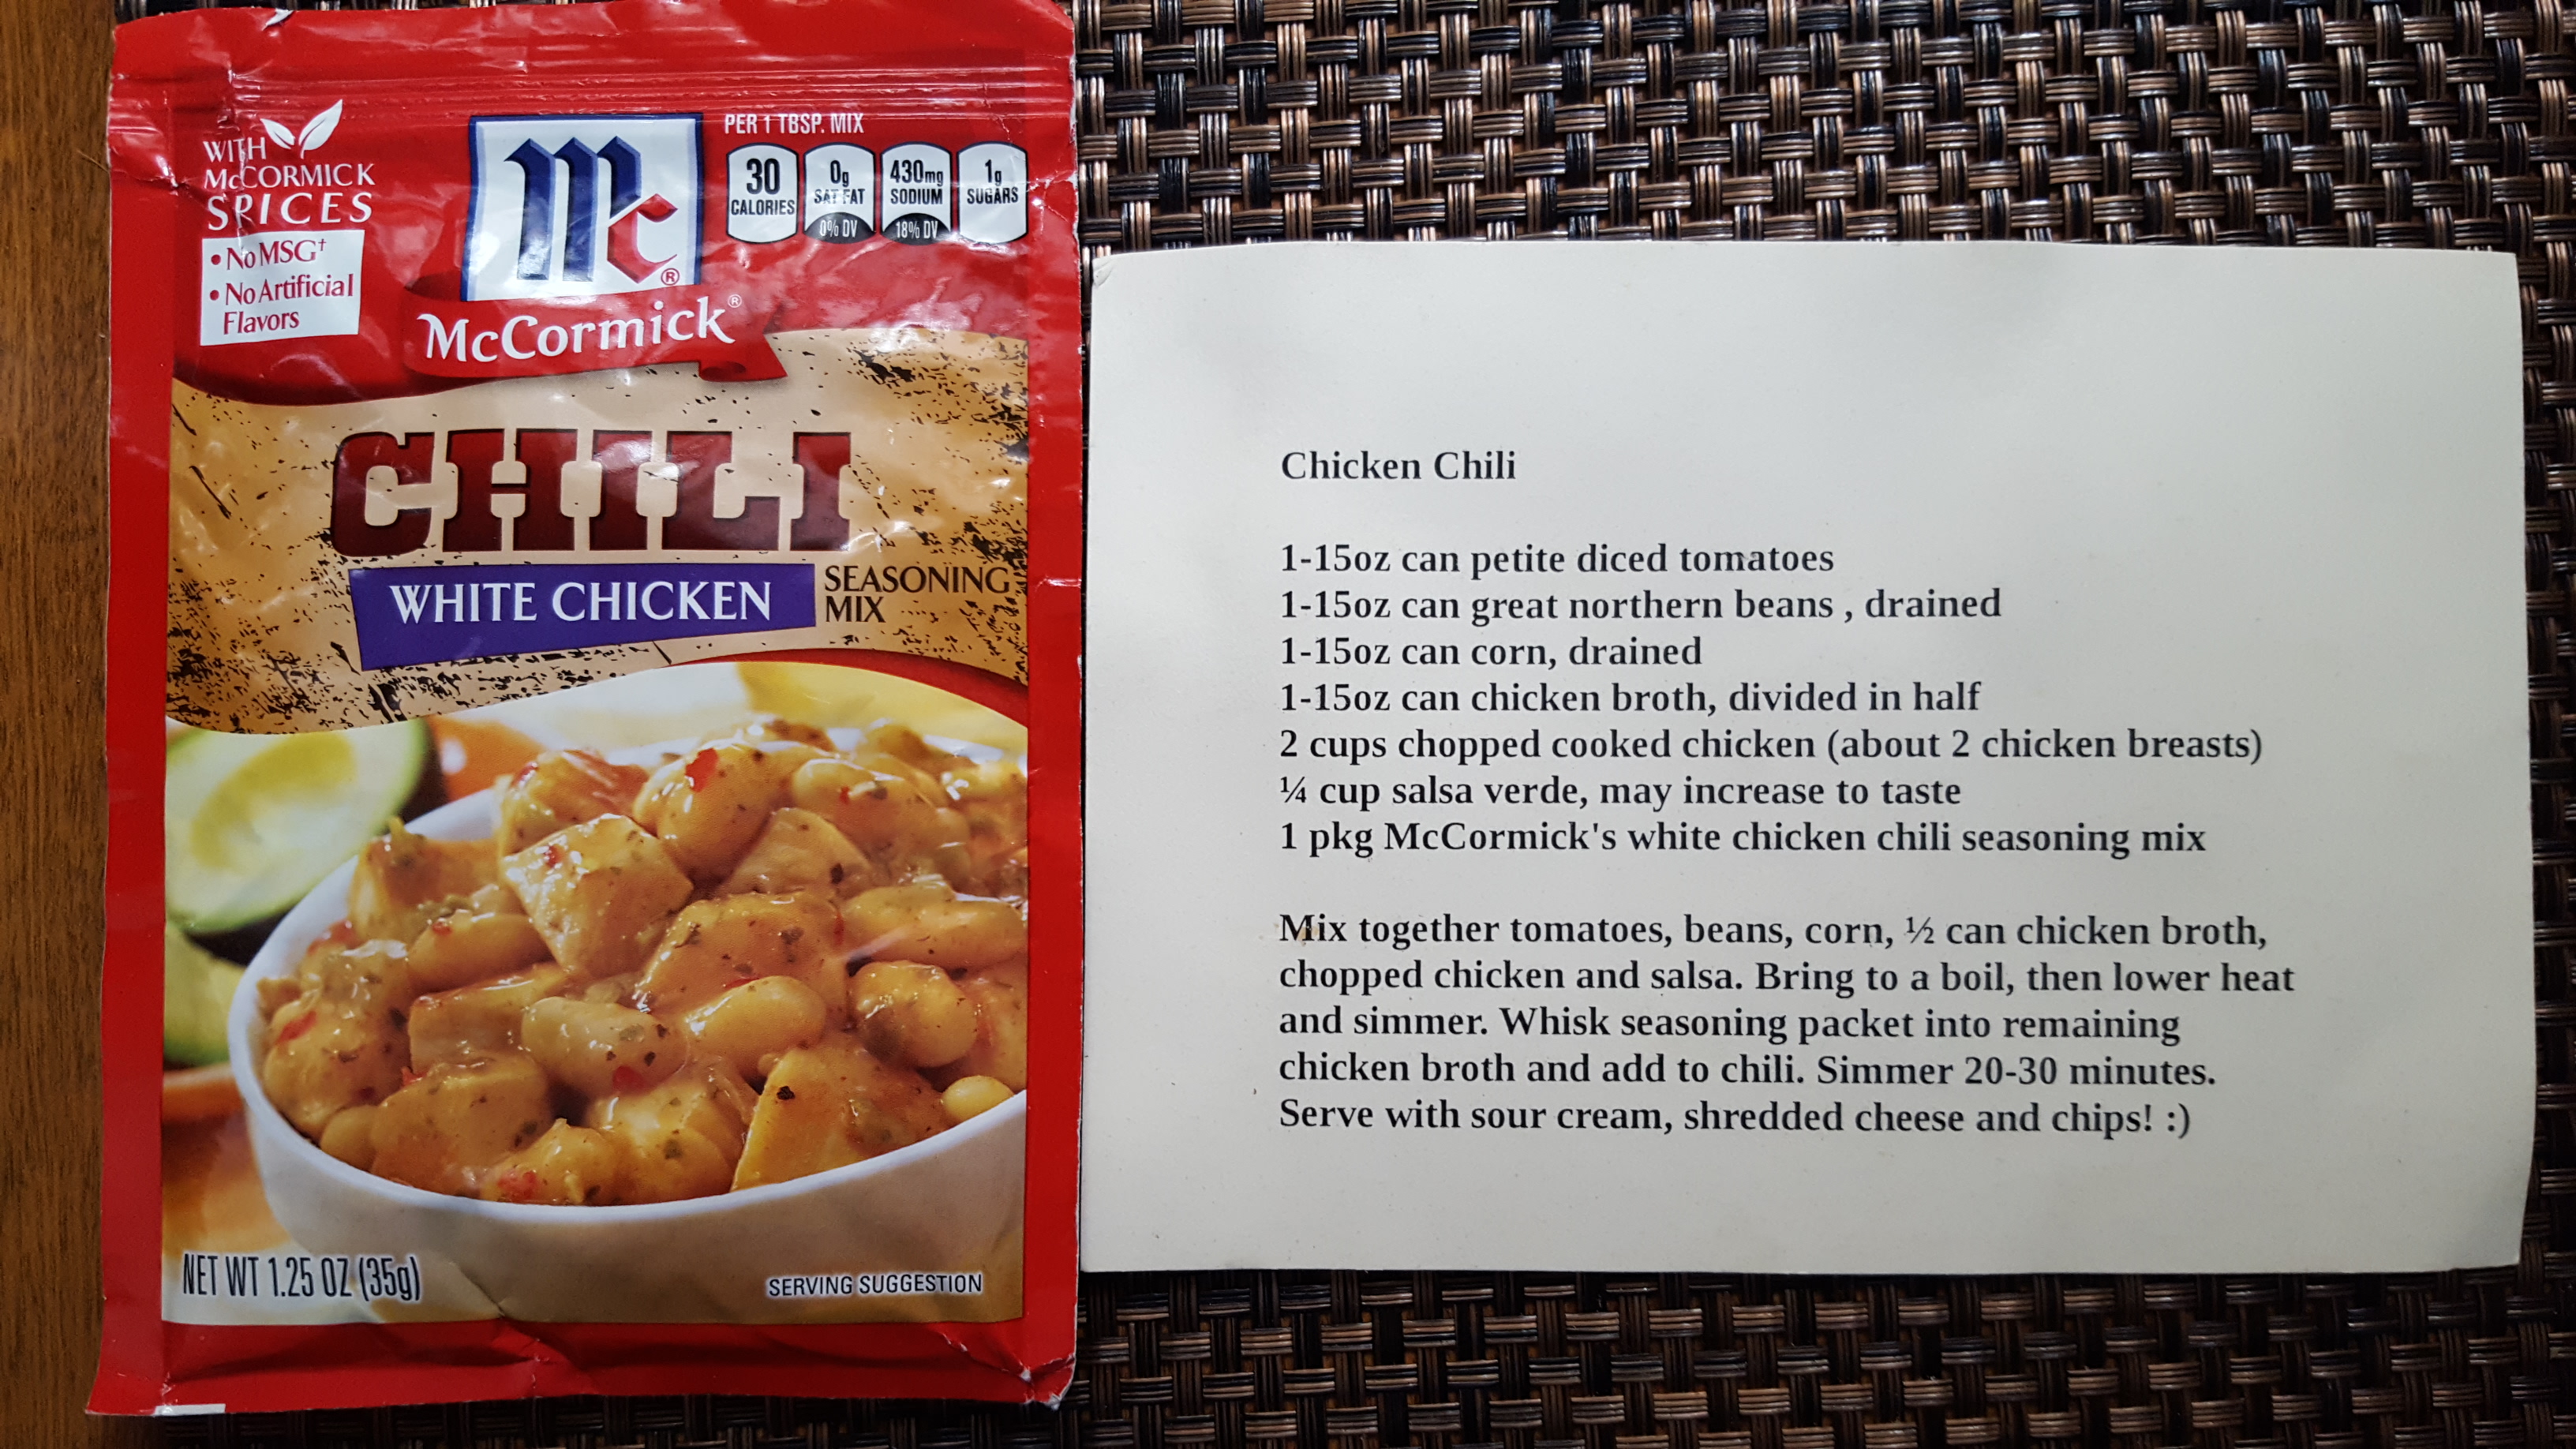 WITH
McCORMICK
SPICES
• No MSG†
• No Artificial
Flavors
Mc®
McCormick®
PER 1 TBSP. MIX
30
CALORIES
0g
SAT FAT
0% DV
430mg
SODIUM
18% DV
1g
SUGARS
CHILI
WHITE CHICKEN
SEASONING
MIX
NET WT 1.25 OZ (35g)
SERVING SUGGESTION
Chicken Chili
1-15oz can petite diced tomatoes
1-15oz can great northern beans , drained
1-15oz can corn, drained
1-15oz can chicken broth, divided in half
2 cups chopped cooked chicken (about 2 chicken breasts)
¼ cup salsa verde, may increase to taste
1 pkg McCormick's white chicken chili seasoning mix
Mix together tomatoes, beans, corn, ½ can chicken broth,
chopped chicken and salsa. Bring to a boil, then lower heat
and simmer. Whisk seasoning packet into remaining
chicken broth and add to chili. Simmer 20-30 minutes.
Serve with sour cream, shredded cheese and chips! :)